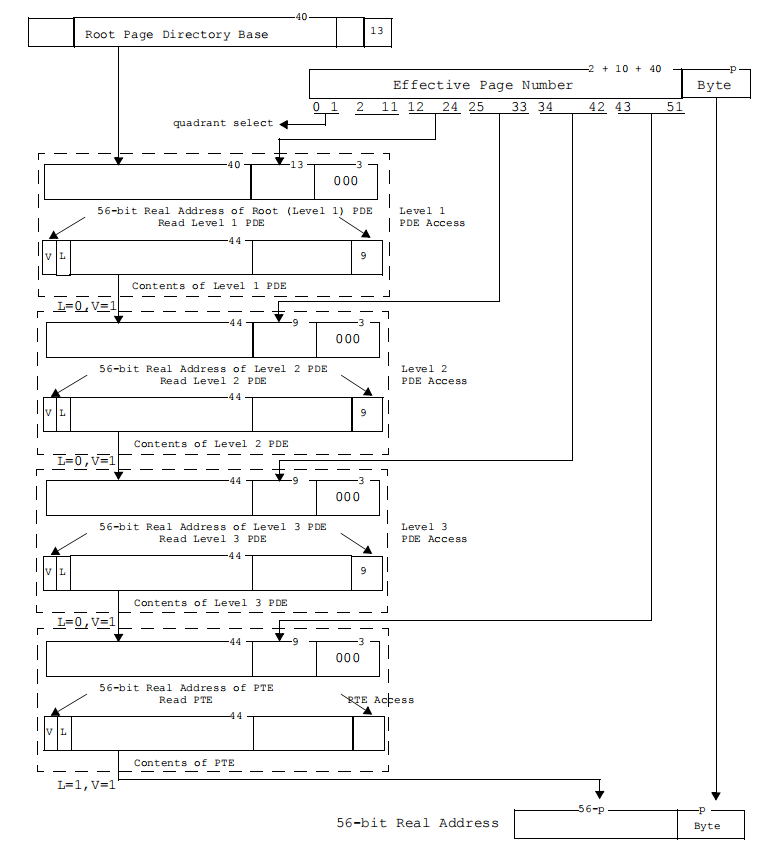 40
Root Page Directory Base 13
2 + 10 + 40 p
Effective Page Number Byte
0 1 2 11 12 24 25 33 34 42 43 51
quadrant select
40 13 3
000
56-bit Real Address of Root (Level 1) PDE Level 1
Read Level 1 PDE PDE Access
44
V L 9
Contents of Level 1 PDE
L=0,V=1
44 9 3
000
56-bit Real Address of Level 2 PDE Level 2
Read Level 2 PDE PDE Access
44
V L 9
Contents of Level 2 PDE
L=0,V=1
44 9 3
000
56-bit Real Address of Level 3 PDE Level 3
Read Level 3 PDE PDE Access
44
V L 9
Contents of Level 3 PDE
L=0,V=1
44 9 3
000
56-bit Real Address of PTE
Read PTE PTE Access
44
V L
Contents of PTE
L=1,V=1
56-p p
56-bit Real Address Byte